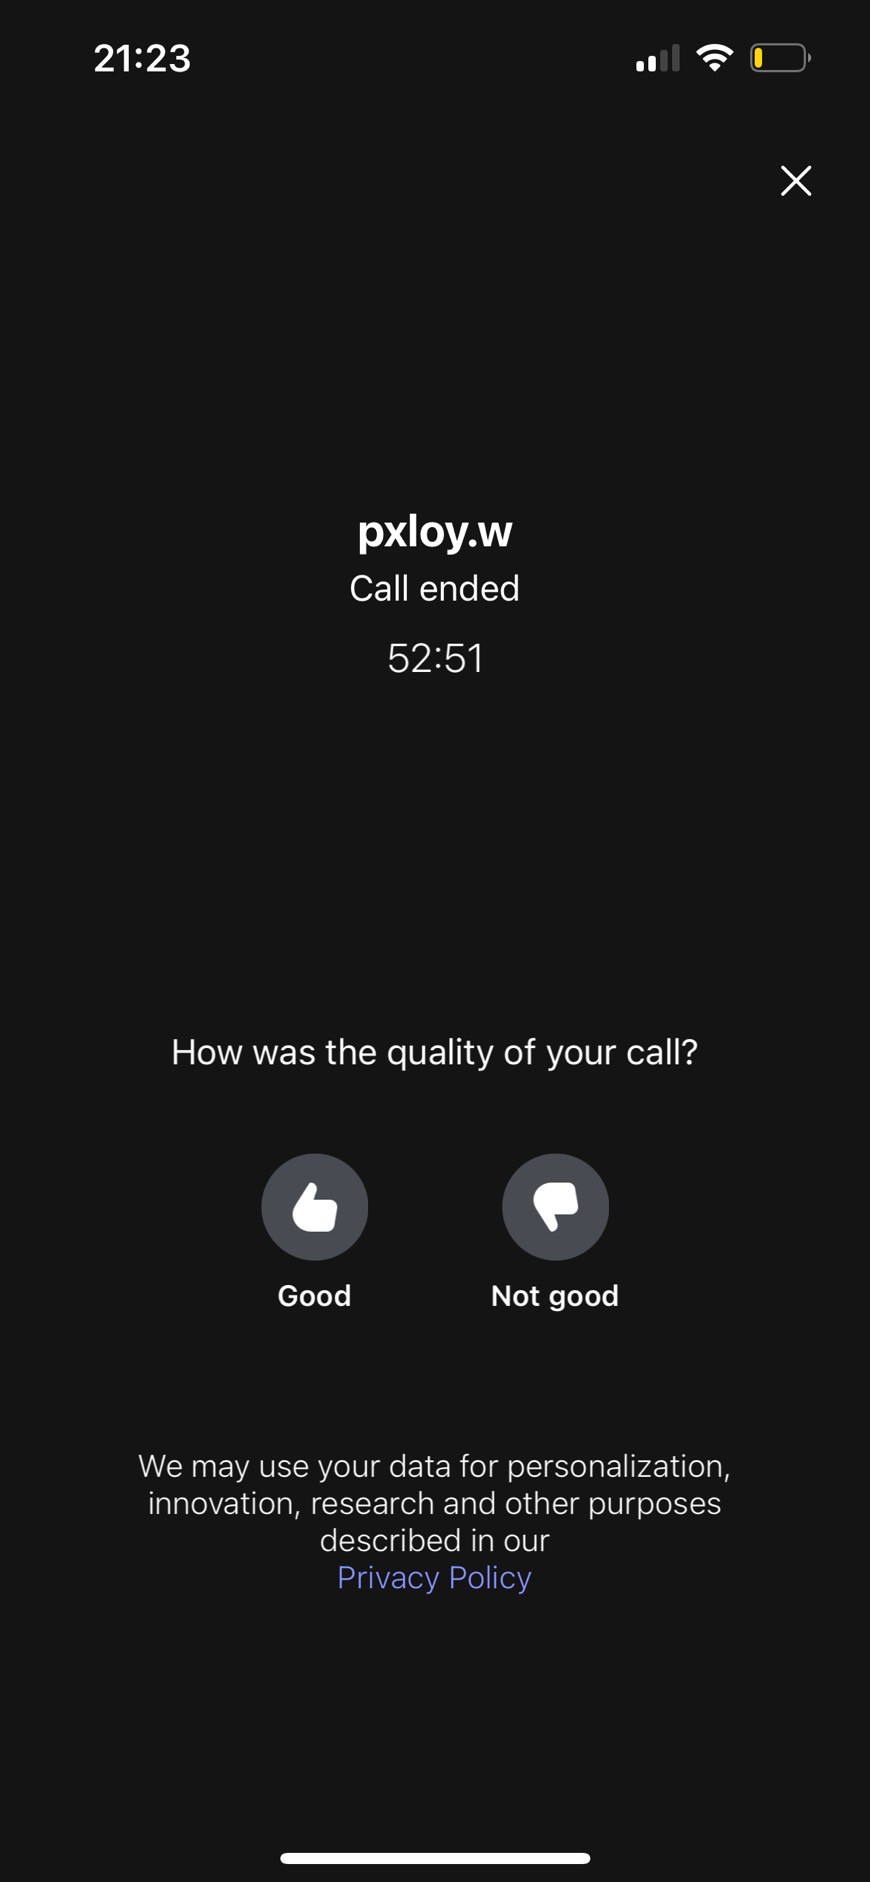 21:23
pxloy.w
Call ended
52:51
How was the quality of your call?
Good
Not good
We may use your data for personalization,
innovation, research and other purposes
described in our
Privacy Policy